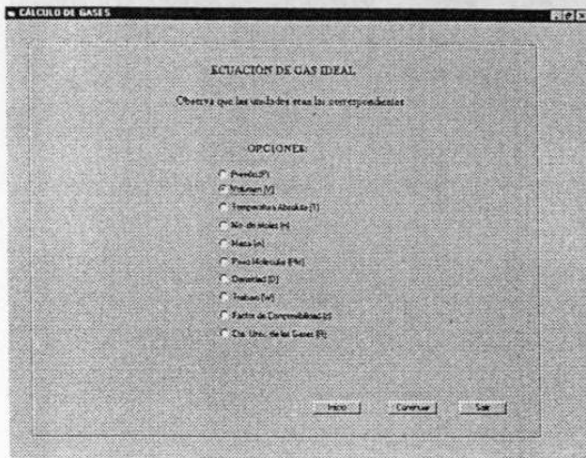 CÁLCULO DE GASES
ECUACIÓN DE GAS IDEAL
Observa que las unidades sean las correspondientes
OPCIONES:
Presión [P]
Volumen [V]
Temperatura Absoluta [T]
No. de Moles [n]
Masa [m]
Peso Molecular [PM]
Densidad [D]
Trabajo [W]
Factor de Compresibilidad [z]
Cte. Univ. de los Gases [R]
Inicio Continuar Salir